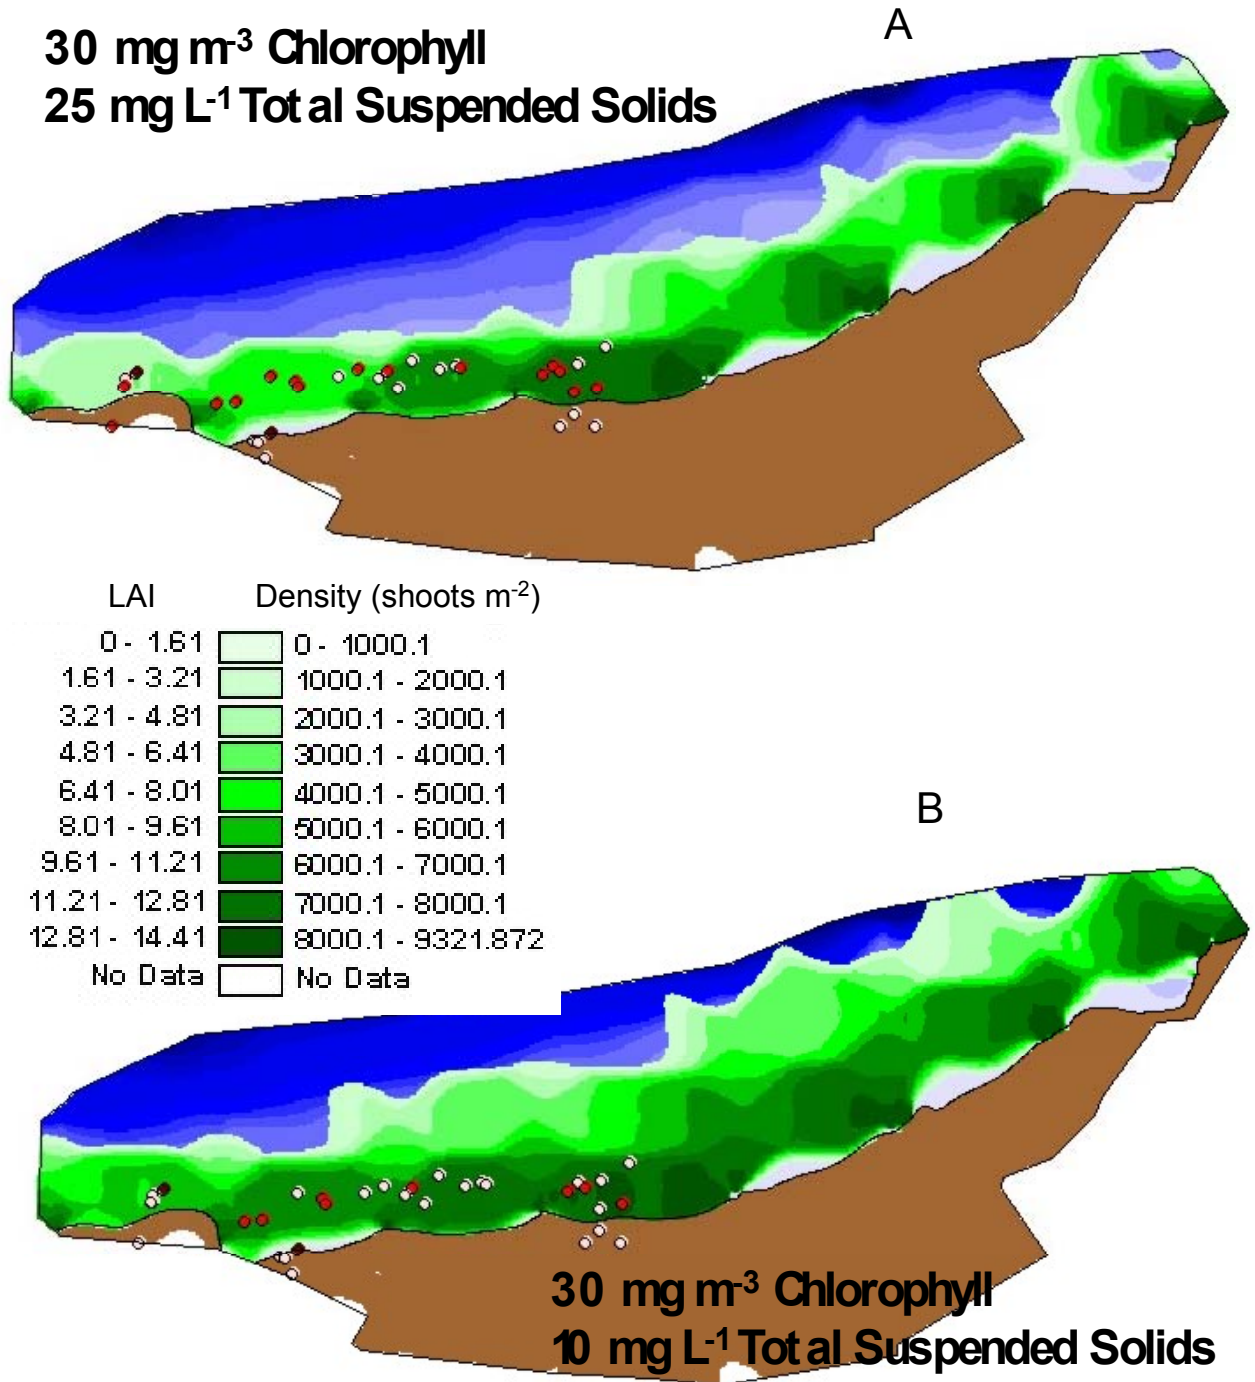 A
30 mg m-3 Chlorophyll
25 mg L-1 Total Suspended Solids
LAI Density (shoots m-2)
0 - 1.61 0 - 1000.1
1.61 - 3.21 1000.1 - 2000.1
3.21 - 4.81 2000.1 - 3000.1
4.81 - 6.41 3000.1 - 4000.1
6.41 - 8.01 4000.1 - 5000.1
8.01 - 9.61 5000.1 - 6000.1
9.61 - 11.21 6000.1 - 7000.1
11.21 - 12.81 7000.1 - 8000.1
12.81 - 14.41 8000.1 - 9321.872
No Data No Data
B
30 mg m-3 Chlorophyll
10 mg L-1 Total Suspended Solids